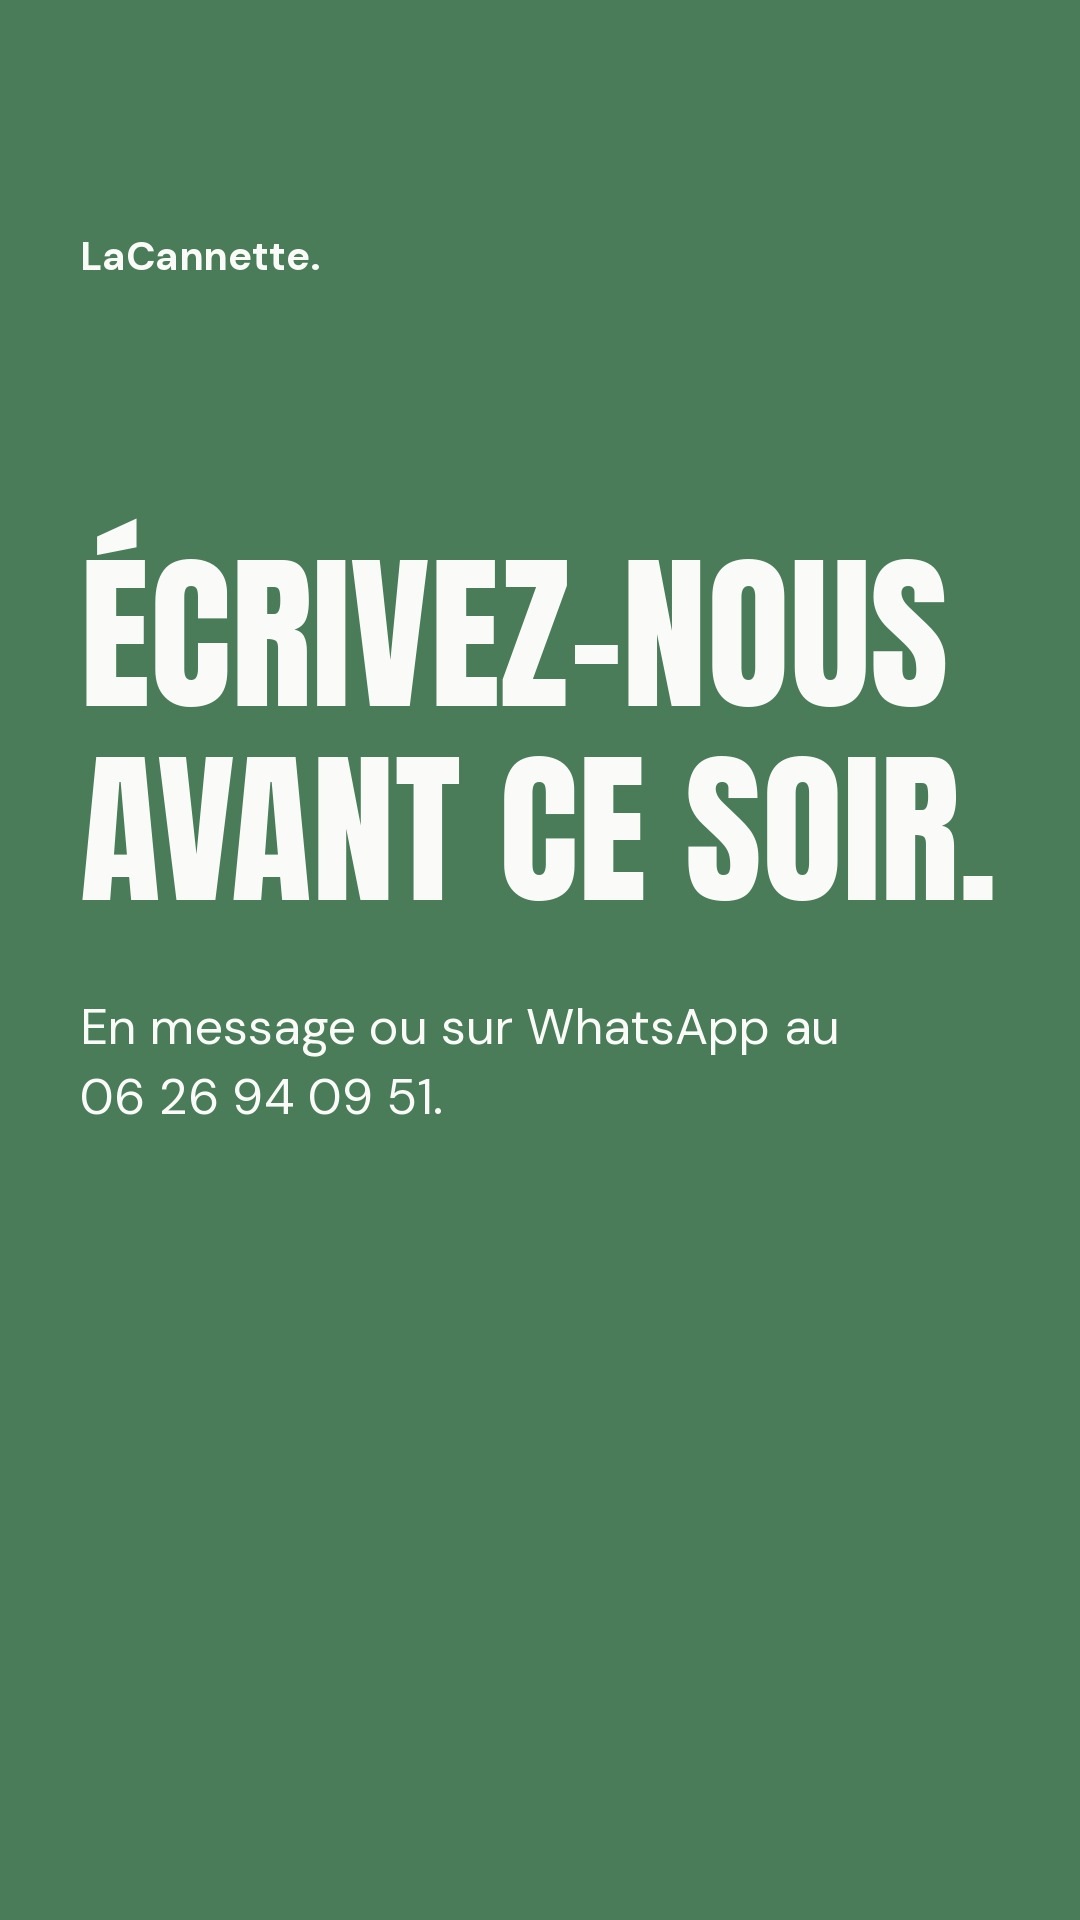 LaCannette.
ÉCRIVEZ-NOUS
AVANT CE SOIR.
En message ou sur WhatsApp au
06 26 94 09 51.